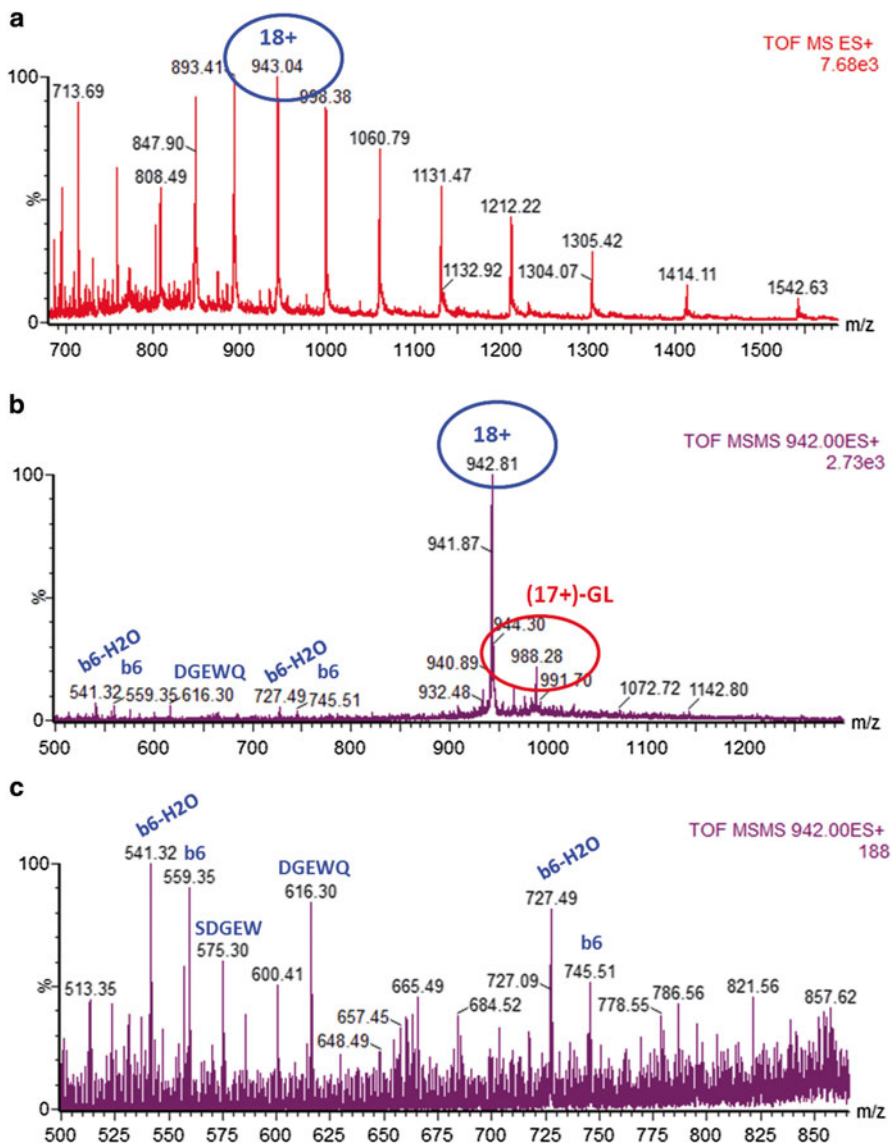 a
18+
TOF MS ES+
7.68e3
100
893.41
943.04
713.69
998.38
847.90
808.49
1060.79
1131.47
1212.22
1305.42
1132.92
1304.07
1414.11
1542.63
%
0
700 800 900 1000 1100 1200 1300 1400 1500 m/z
b
18+
TOF MSMS 942.00ES+
2.73e3
100
942.81
941.87
(17+)-GL
944.30
988.28
940.89
991.70
932.48
1072.72
1142.80
b6-H2O
b6
DGEWQ
b6-H2O
b6
541.32 559.35 616.30 727.49 745.51
%
0
500 600 700 800 900 1000 1100 1200 m/z
c
b6-H2O
TOF MSMS 942.00ES+
188
100
541.32
b6
559.35
DGEWQ
616.30
b6-H2O
727.49
SDGEW
575.30
b6
745.51
513.35
600.41
665.49
727.09
684.52
657.45
648.49
778.55
786.56
821.56
857.62
%
0
500 525 550 575 600 625 650 675 700 725 750 775 800 825 850 m/z